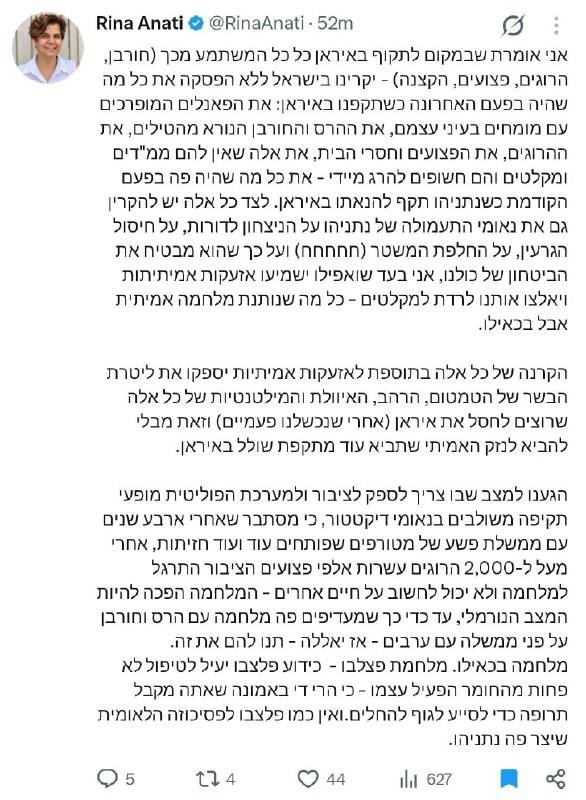 Rina Anati @RinaAnati · 52m
אני אומרת שבמקום לתקוף באיראן כל כל המשתמע מכך (חורבן,
הרוגים, פצועים, הקצנה) - יקרינו בישראל ללא הפסקה את כל מה
שהיה בפעם האחרונה כשתקפנו באיראן: את הפאנלים המופרכים
עם מומחים בעיני עצמם, את ההרס והחורבן הנורא מהטילים, את
ההרוגים, את הפצועים וחסרי הבית, את אלה שאין להם ממ"דים
ומקלטים והם חשופים להרג מיידי - את כל מה שהיה פה בפעם
הקודמת כשנתניהו תקף להנאתו באיראן. לצד כל אלה יש להקרין
גם את נאומי התעמולה של נתניהו על הניצחון לדורות, על חיסול
הגרעין, על החלפת המשטר (חחחחח) ועל כך שהוא מבטיח את
הביטחון של כולנו, אני בעד שואפילו ישמיעו אזעקות אמיתיתות
ויאלצו אותנו לרדת למקלטים - כל מה שנותנת מלחמה אמיתית
אבל בכאילו.
הקרנה של כל אלה בתוספת לאזעקות אמיתיות יספקו את ליטרת
הבשר של הטמטום, הרהב, האיוולת והמילטנטיות של כל אלה
שרוצים לחסל את איראן (אחרי שנכשלנו פעמיים) וזאת מבלי
להביא לנזק האמיתי שתביא עוד מתקפת שולל באיראן.
הגענו למצב שבו צריך לספק לציבור ולמערכת הפוליטית מופעי
תקיפה משולבים בנאומי דיקטטור, כי מסתבר שאחרי ארבע שנים
עם ממשלת פשע של מטורפים שפותחים עוד ועוד חזיתות, אחרי
מעל ל-2,000 הרוגים עשרות אלפי פצועים הציבור התרגל
למלחמה ולא יכול לחשוב על חיים אחרים - המלחמה הפכה להיות
המצב הנורמלי, עד כדי כך שמעדיפים פה מלחמה עם הרס וחורבן
על פני ממשלה עם ערבים - אז יאללה - תנו להם את זה.
מלחמה בכאילו. מלחמת פצלבו - כידוע פלצבו יעיל לטיפול לא
פחות מהחומר הפעיל עצמו - כי הרי די באמונה שאתה מקבל
תרופה כדי לסייע לגוף להחלים.ואין כמו פלצבו לפסיכוזה הלאומית
שיצר פה נתניהו.
5 4 44 627